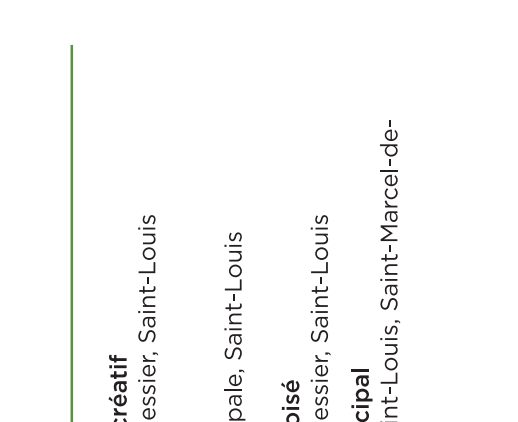 créatif
essier, Saint-Louis
pale, Saint-Louis
oisé
essier, Saint-Louis
cipal
int-Louis, Saint-Marcel-de-